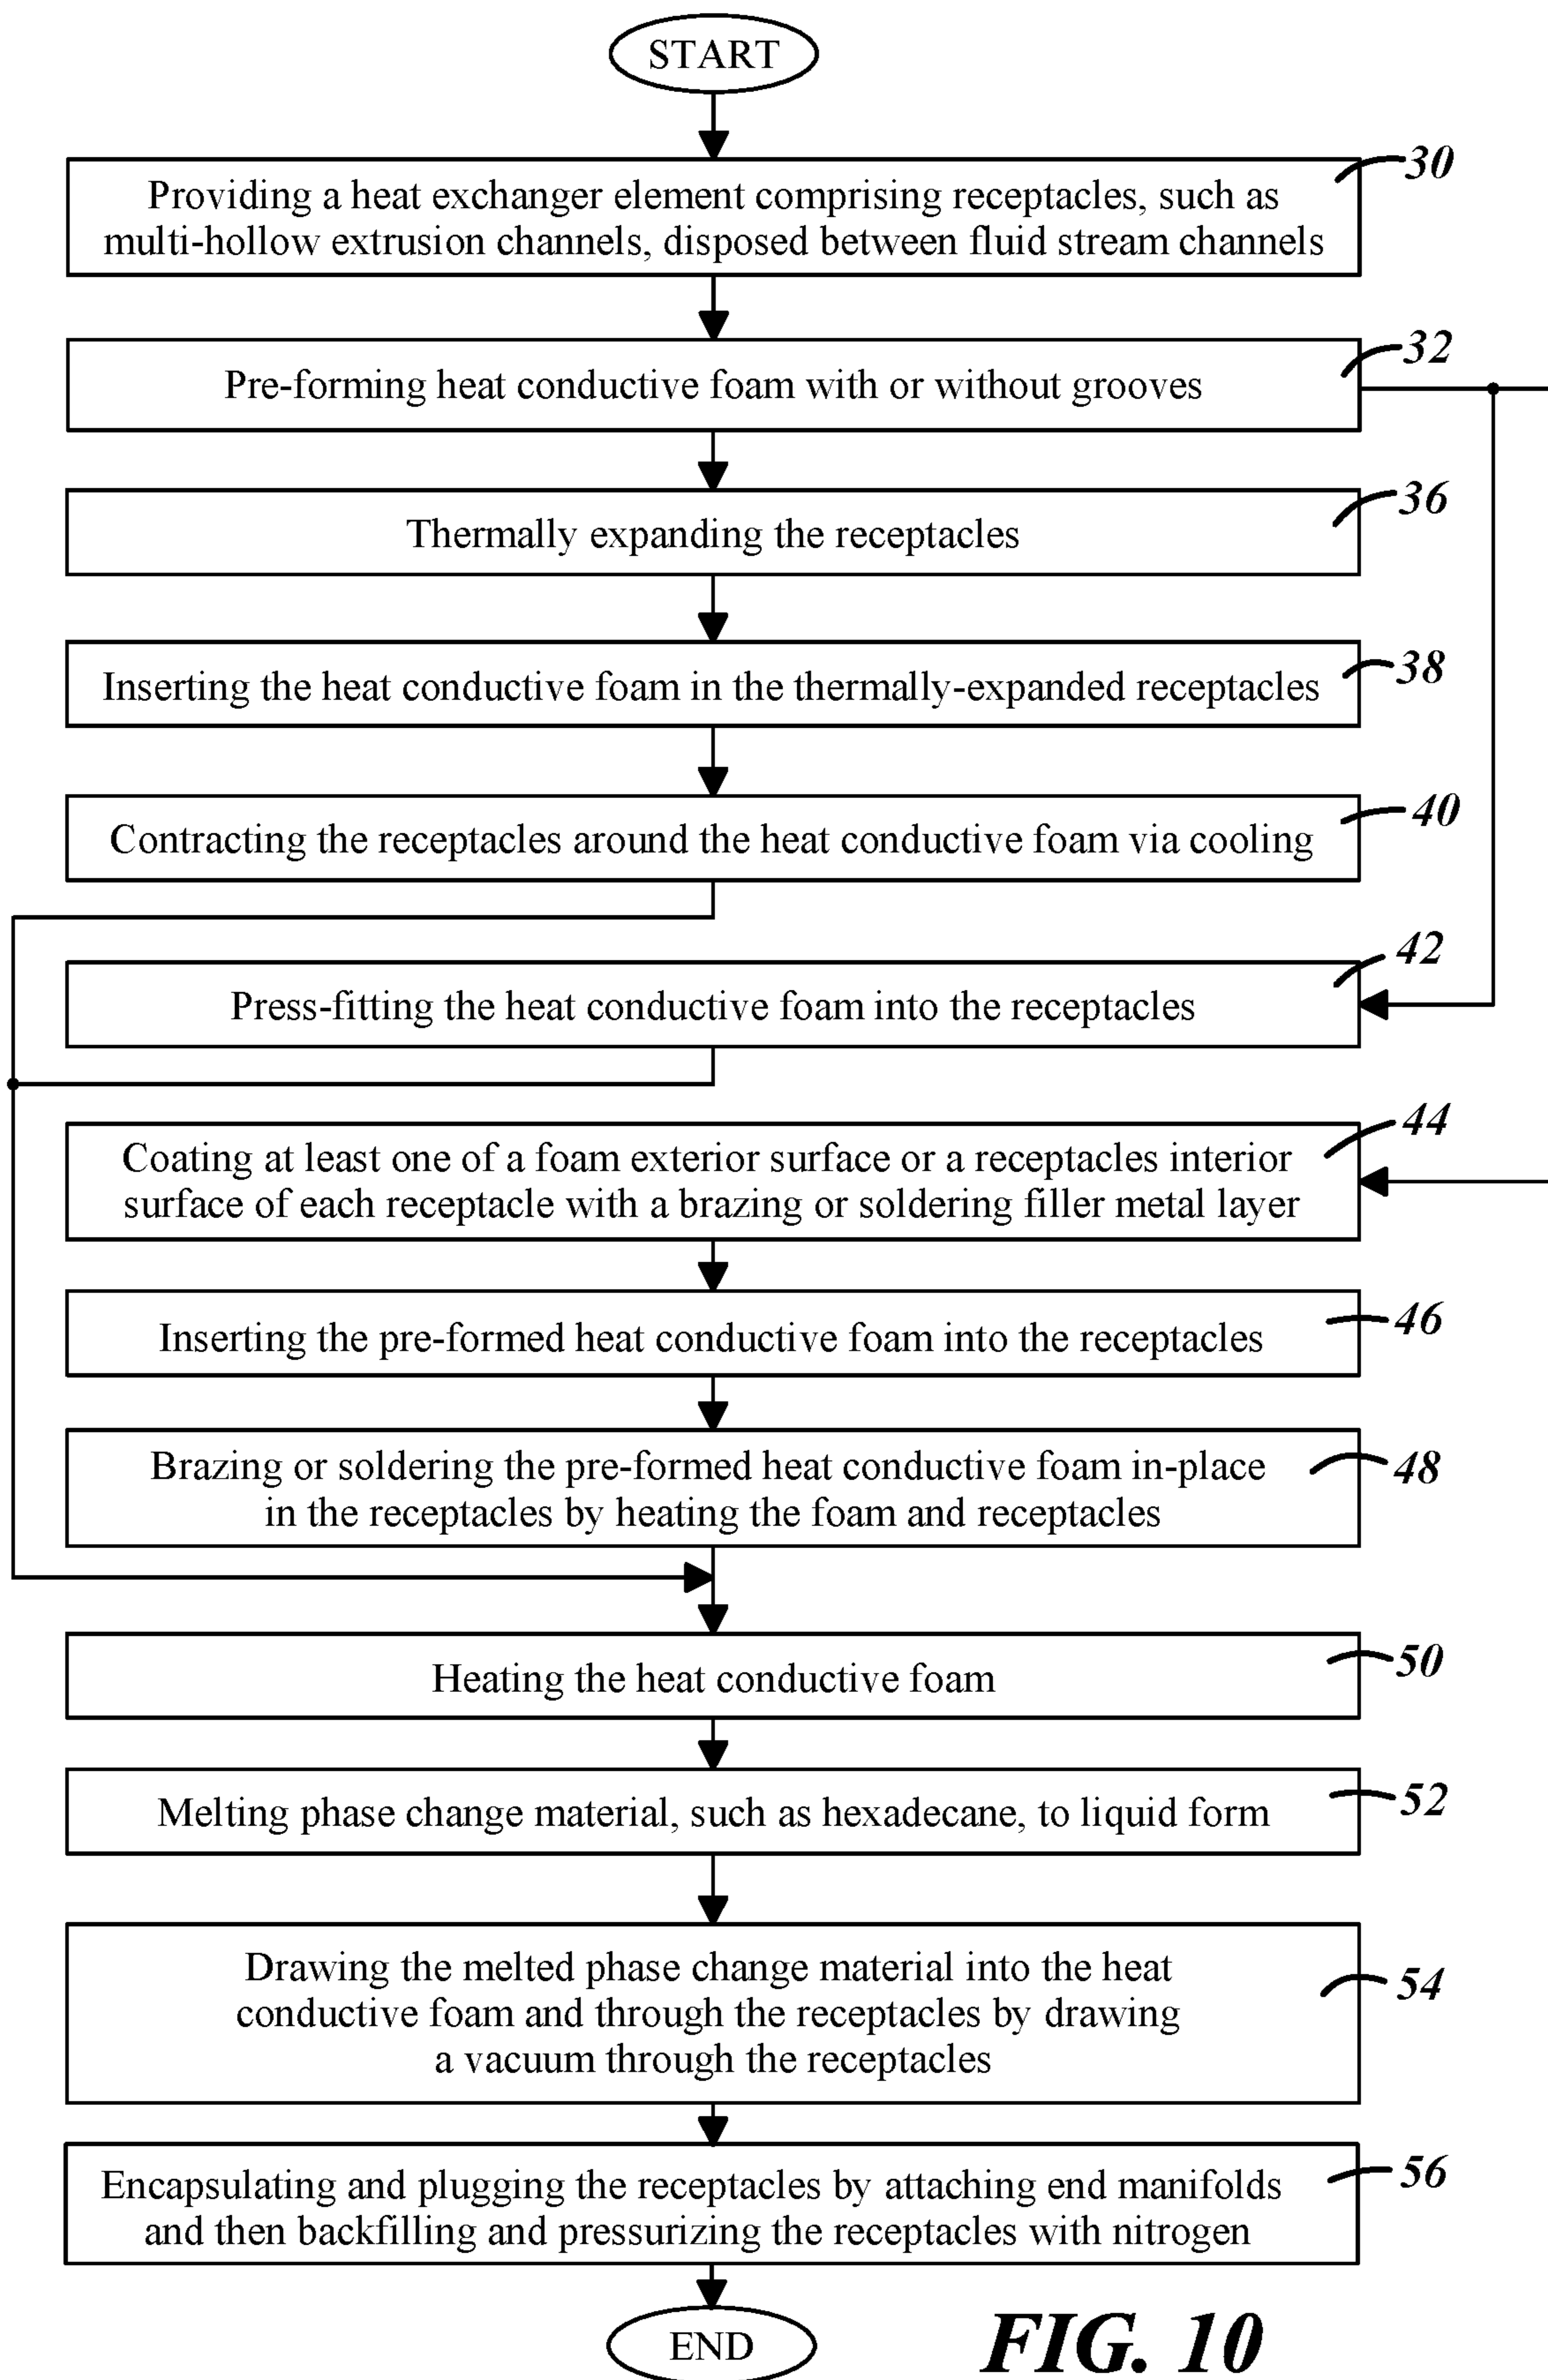 START
30
Providing a heat exchanger element comprising receptacles, such as
multi-hollow extrusion channels, disposed between fluid stream channels
32
Pre-forming heat conductive foam with or without grooves
36
Thermally expanding the receptacles
38
Inserting the heat conductive foam in the thermally-expanded receptacles
40
Contracting the receptacles around the heat conductive foam via cooling
42
Press-fitting the heat conductive foam into the receptacles
44
Coating at least one of a foam exterior surface or a receptacles interior
surface of each receptacle with a brazing or soldering filler metal layer
46
Inserting the pre-formed heat conductive foam into the receptacles
48
Brazing or soldering the pre-formed heat conductive foam in-place
in the receptacles by heating the foam and receptacles
50
Heating the heat conductive foam
52
Melting phase change material, such as hexadecane, to liquid form
54
Drawing the melted phase change material into the heat
conductive foam and through the receptacles by drawing
a vacuum through the receptacles
56
Encapsulating and plugging the receptacles by attaching end manifolds
and then backfilling and pressurizing the receptacles with nitrogen
END
FIG. 10